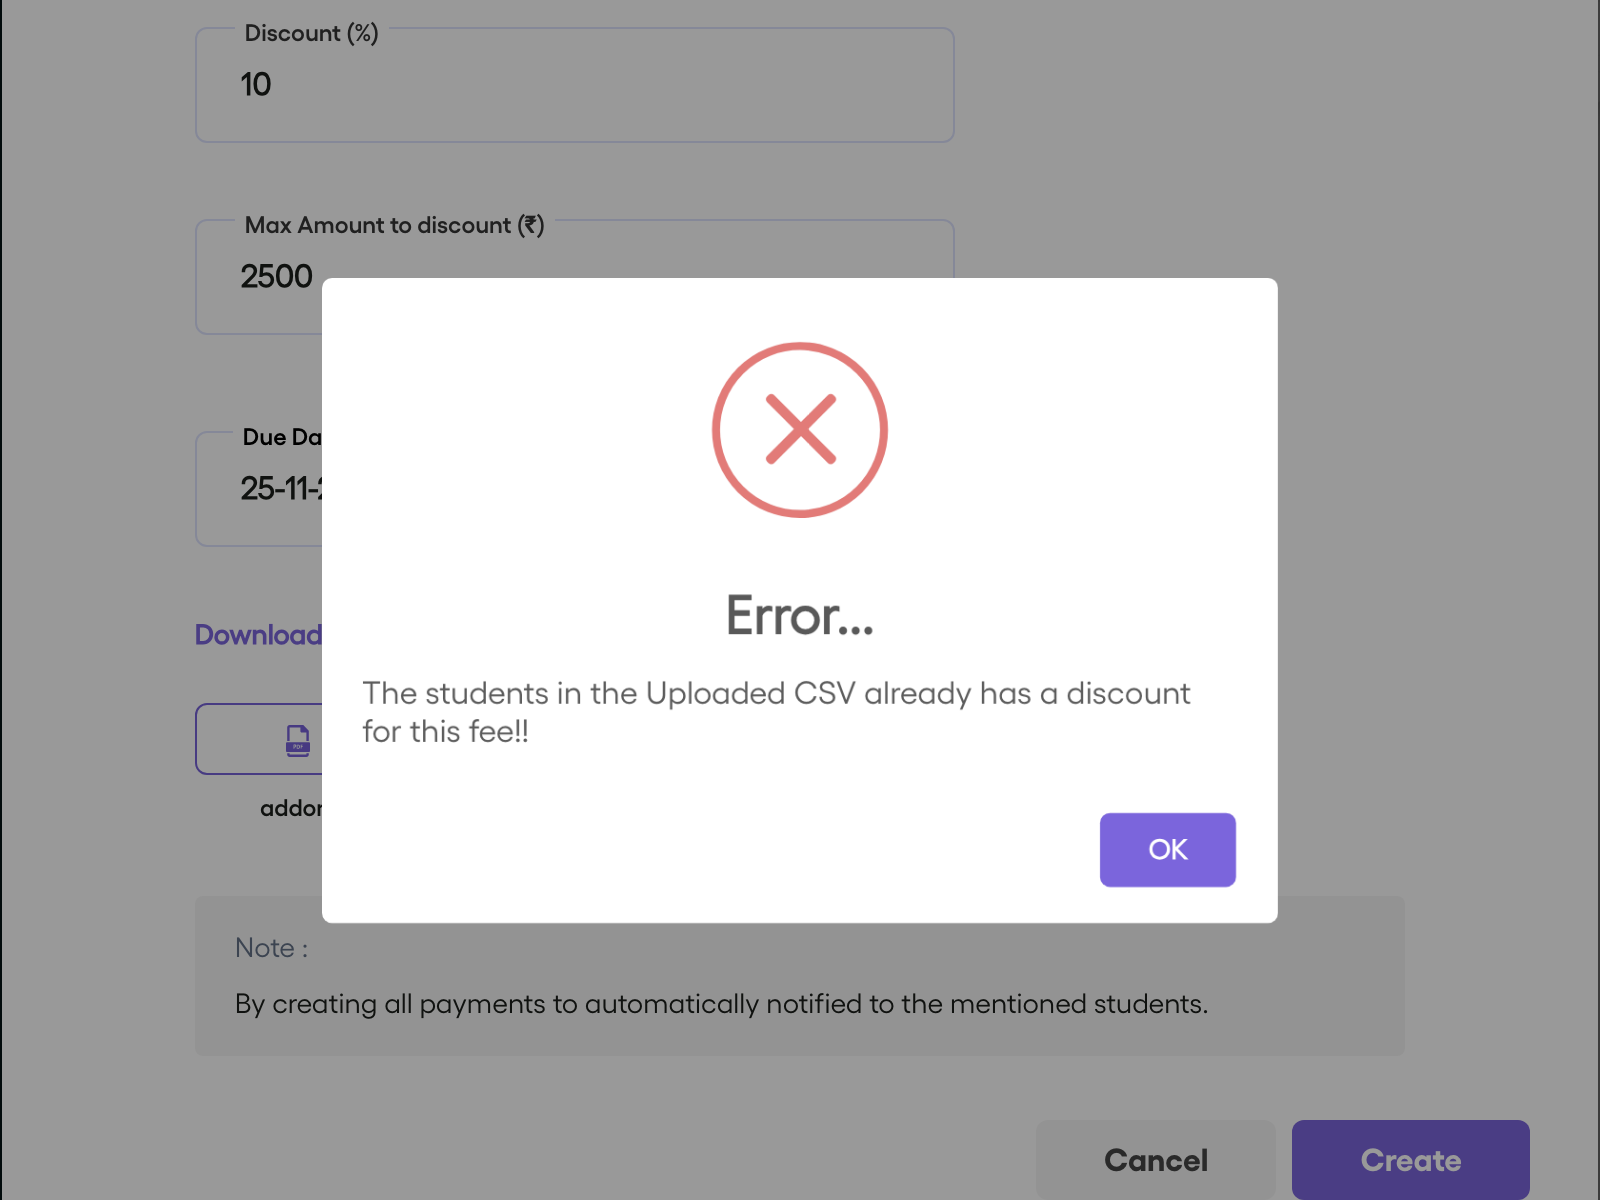 Discount (%)
10
Max Amount to discount (₹)
2500
Due
25-11-
Download
PDF
Error...
The students in the Uploaded CSV already has a discount
for this fee!!
OK
Note :
By creating all payments to automatically notified to the mentioned students.
Cancel
Create